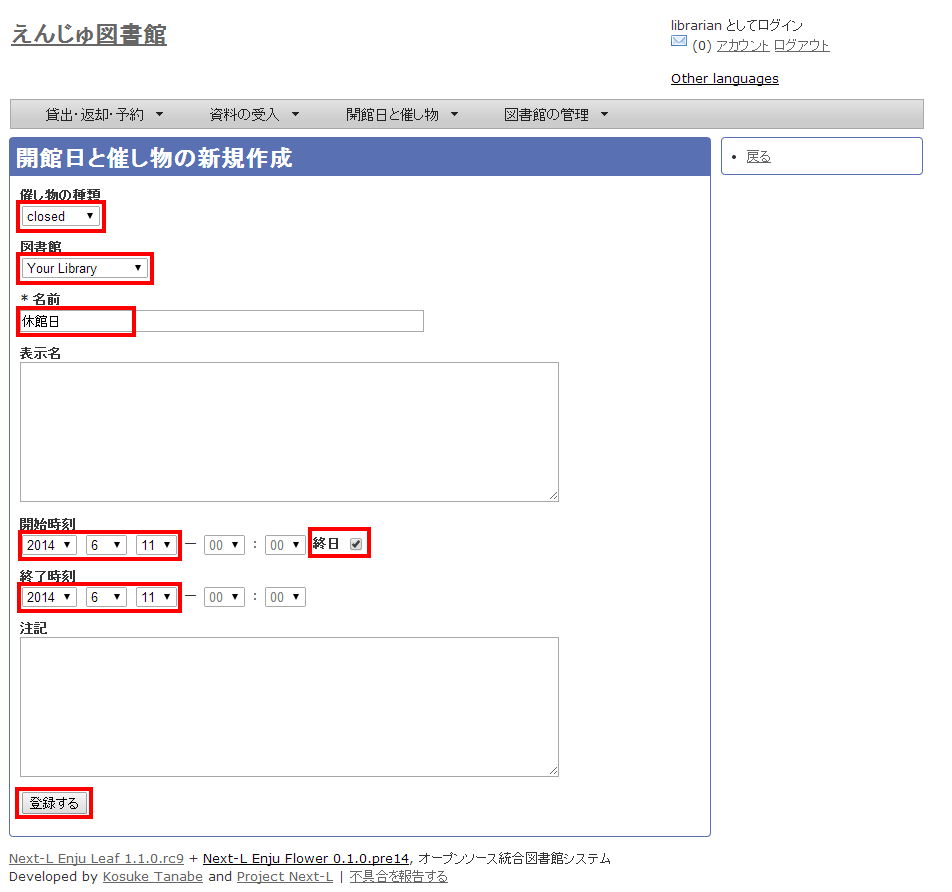 えんじゅ図書館
librarian としてログイン
(0) アカウント ログアウト
Other languages
貸出・返却・予約 ▼ 資料の受入 ▼ 開館日と催し物 ▼ 図書館の管理 ▼
開館日と催し物の新規作成
• 戻る
催し物の種類
closed ▼
図書館
Your Library ▼
* 名前
休館日
表示名
開始時刻
2014 ▼ 6 ▼ 11 ▼ — 00 ▼ : 00 ▼ 終日
終了時刻
2014 ▼ 6 ▼ 11 ▼ — 00 ▼ : 00 ▼
注記
登録する
Next-L Enju Leaf 1.1.0.rc9 + Next-L Enju Flower 0.1.0.pre14, オープンソース統合図書館システム
Developed by Kosuke Tanabe and Project Next-L | 不具合を報告する